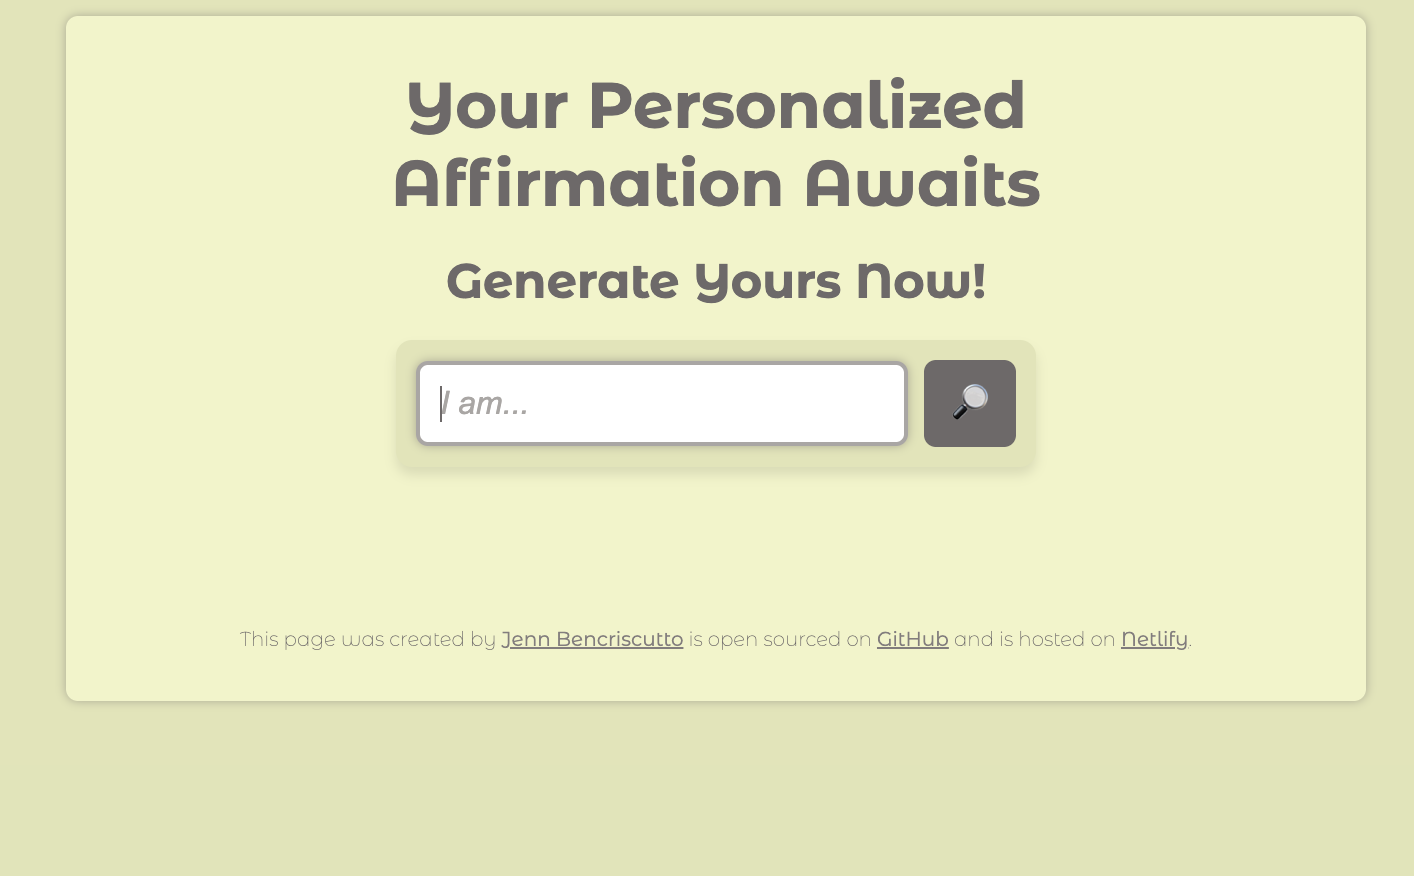 Your Personalized
Affirmation Awaits
Generate Yours Now!
I am...
This page was created by Jenn Bencriscutto is open sourced on GitHub and is hosted on Netlify.